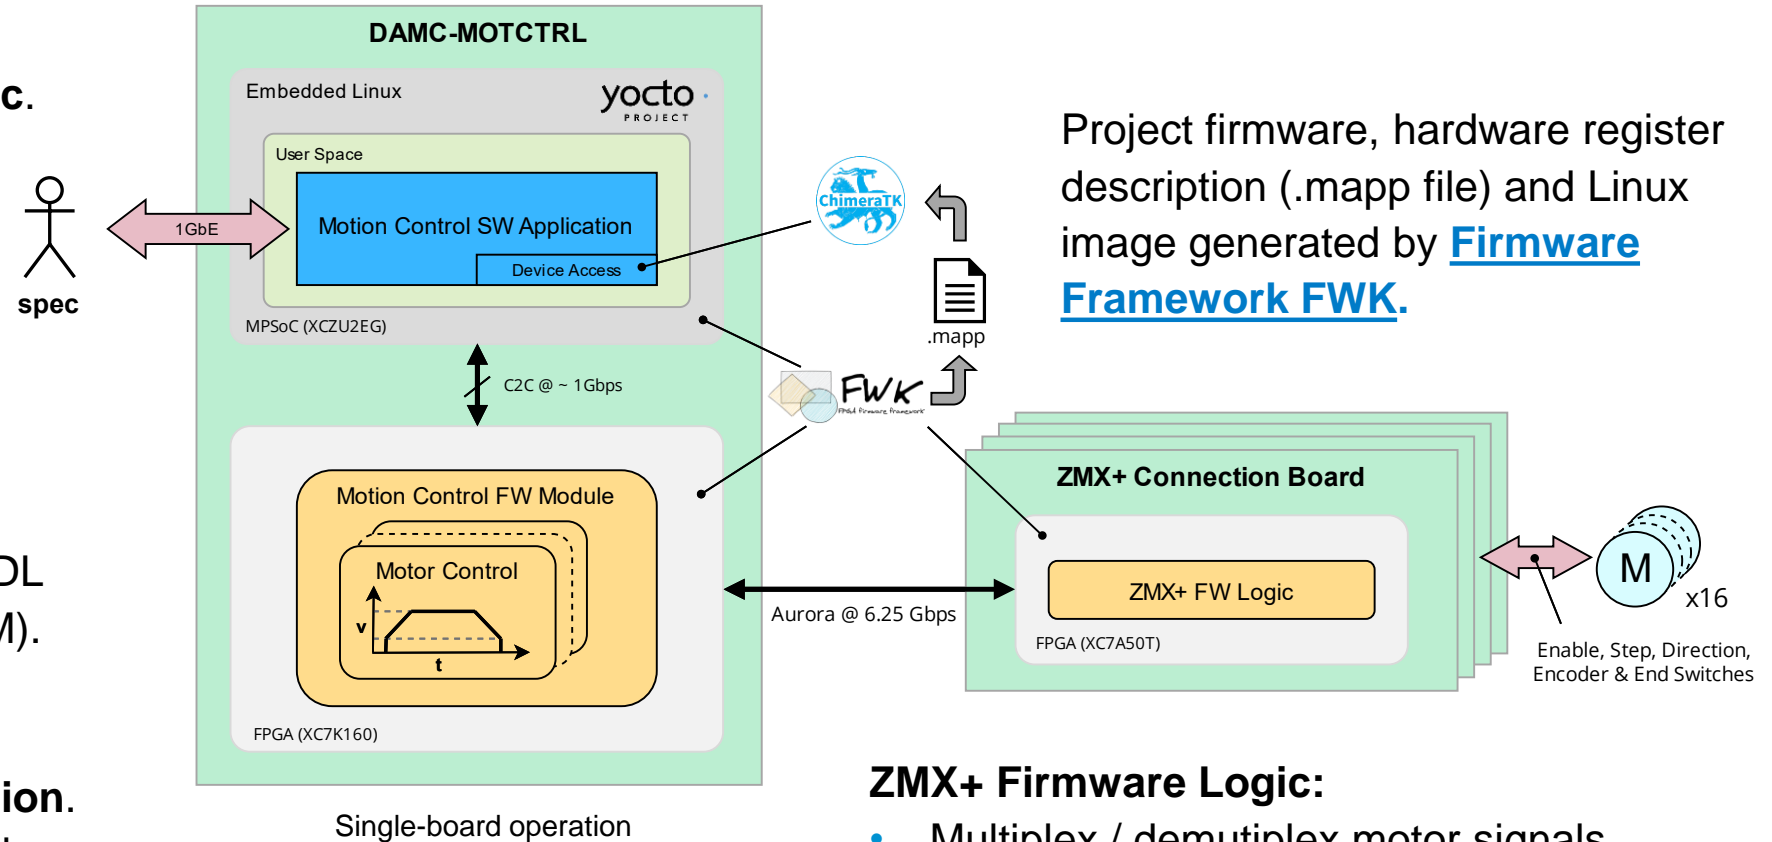 c.
DAMC-MOTCTRL
Embedded Linux
yocto
PROJECT
User Space
Motion Control SW Application
Device Access
MPSoC (XCZU2EG)
1GbE
spec
ChimeraTK
.mapp
Project firmware, hardware register
description (.mapp file) and Linux
image generated by Firmware
Framework FWK.
C2C @ ~ 1Gbps
FWK
FPGA firmware framework
Motion Control FW Module
Motor Control
v
t
FPGA (XC7K160)
DL
M).
Aurora @ 6.25 Gbps
ZMX+ Connection Board
ZMX+ FW Logic
FPGA (XC7A50T)
M
x16
Enable, Step, Direction,
Encoder & End Switches
ion.
Single-board operation
ZMX+ Firmware Logic:
• Multiplex / demutiplex motor signals